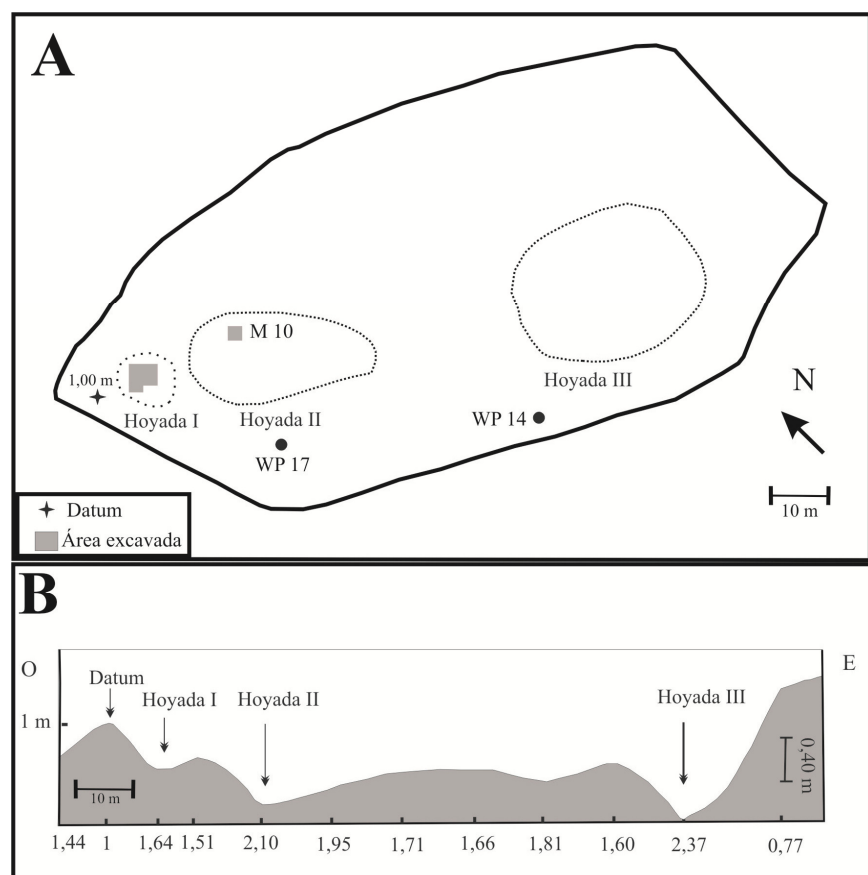 A
M 10
1,00 m
Hoyada I
Hoyada II
Hoyada III
N
WP 14
WP 17
10 m
Datum
Área excavada
B
O
E
Datum
Hoyada I
Hoyada II
Hoyada III
1 m
0,40 m
10 m
1,44 1 1,64 1,51 2,10 1,95 1,71 1,66 1,81 1,60 2,37 0,77